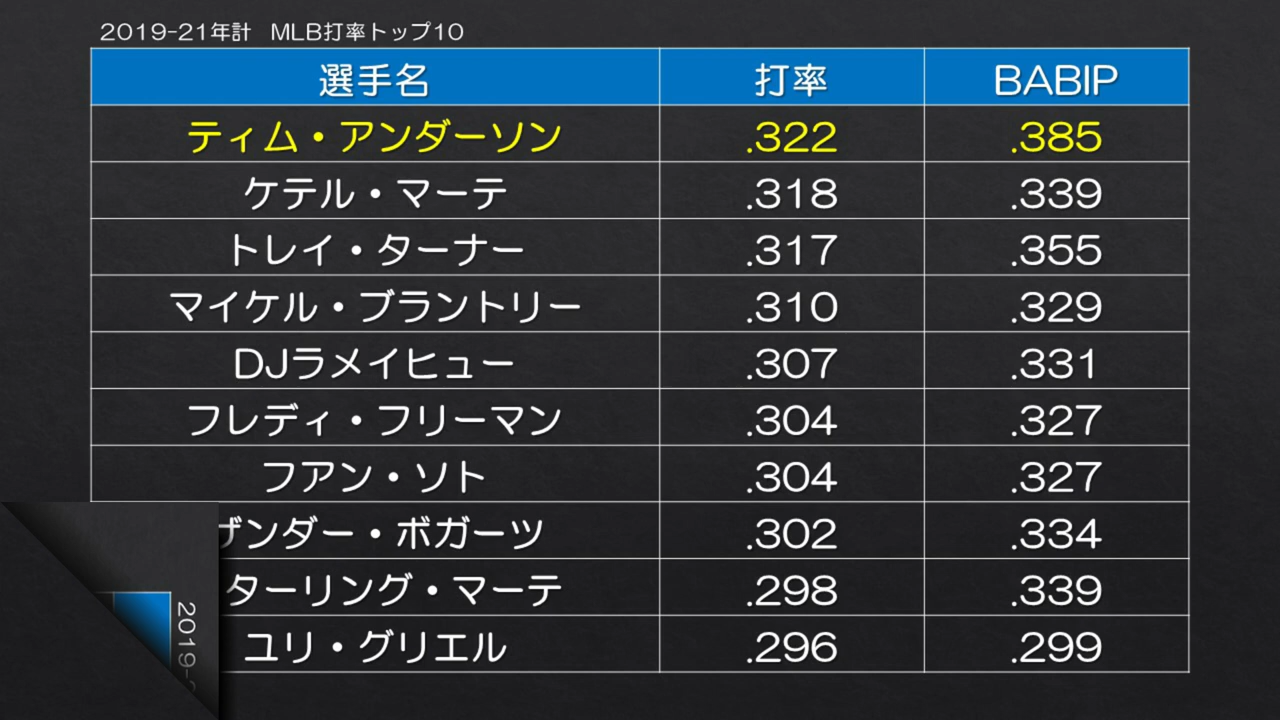 2019-21年計 MLB打率トップ10
選手名 打率 BABIP
ティム・アンダーソン .322 .385
ケテル・マーテ .318 .339
トレイ・ターナー .317 .355
マイケル・ブラントリー .310 .329
DJラメイヒュー .307 .331
フレディ・フリーマン .304 .327
フアン・ソト .304 .327
ザンダー・ボガーツ .302 .334
ターリング・マーテ .298 .339
ユリ・グリエル .296 .299
2019-